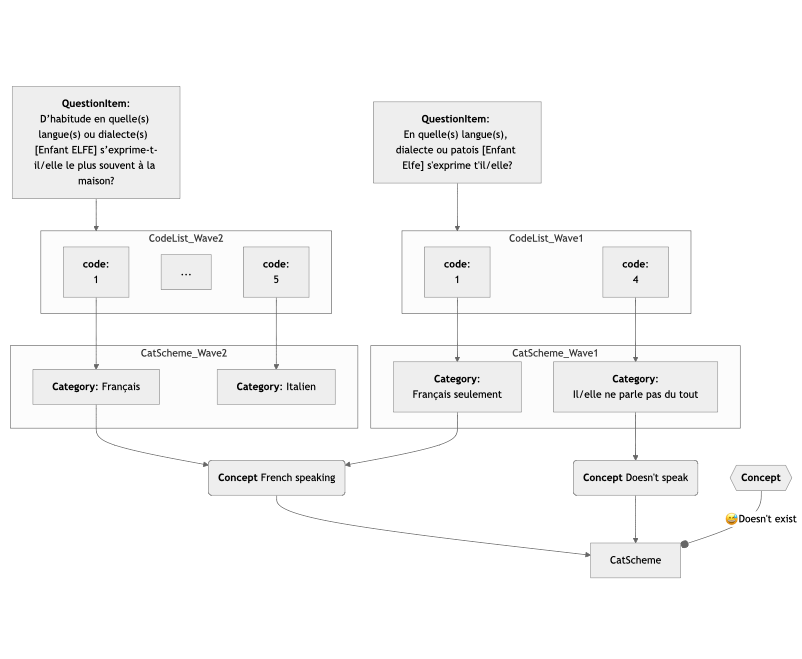 QuestionItem:
D’habitude en quelle(s)
langue(s) ou dialecte(s)
[Enfant ELFE] s’exprime-t-
il/elle le plus souvent à la
maison?
QuestionItem:
En quelle(s) langue(s),
dialecte ou patois [Enfant
Elfe] s'exprime t'il/elle?
CodeList_Wave2
code:
1
...
code:
5
CodeList_Wave1
code:
1
code:
4
CatScheme_Wave2
Category: Français
Category: Italien
CatScheme_Wave1
Category:
Français seulement
Category:
Il/elle ne parle pas du tout
Concept French speaking
Concept Doesn't speak
Concept
😅Doesn't exist
CatScheme